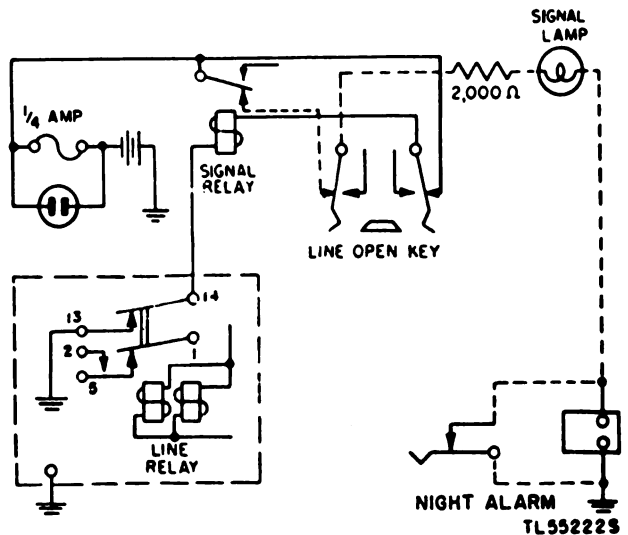 SIGNAL
LAMP
2,000 Ω
1/4 AMP
SIGNAL
RELAY
LINE OPEN KEY
14
13
2
1
5
LINE
RELAY
NIGHT ALARM
TL55222S